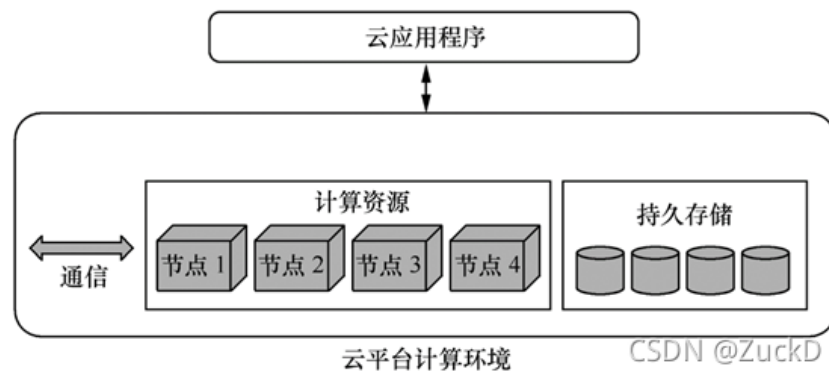 云应用程序
计算资源
持久存储
节点 1
节点 2
节点 3
节点 4
通信
云平台计算环境
CSDN @ZuckD